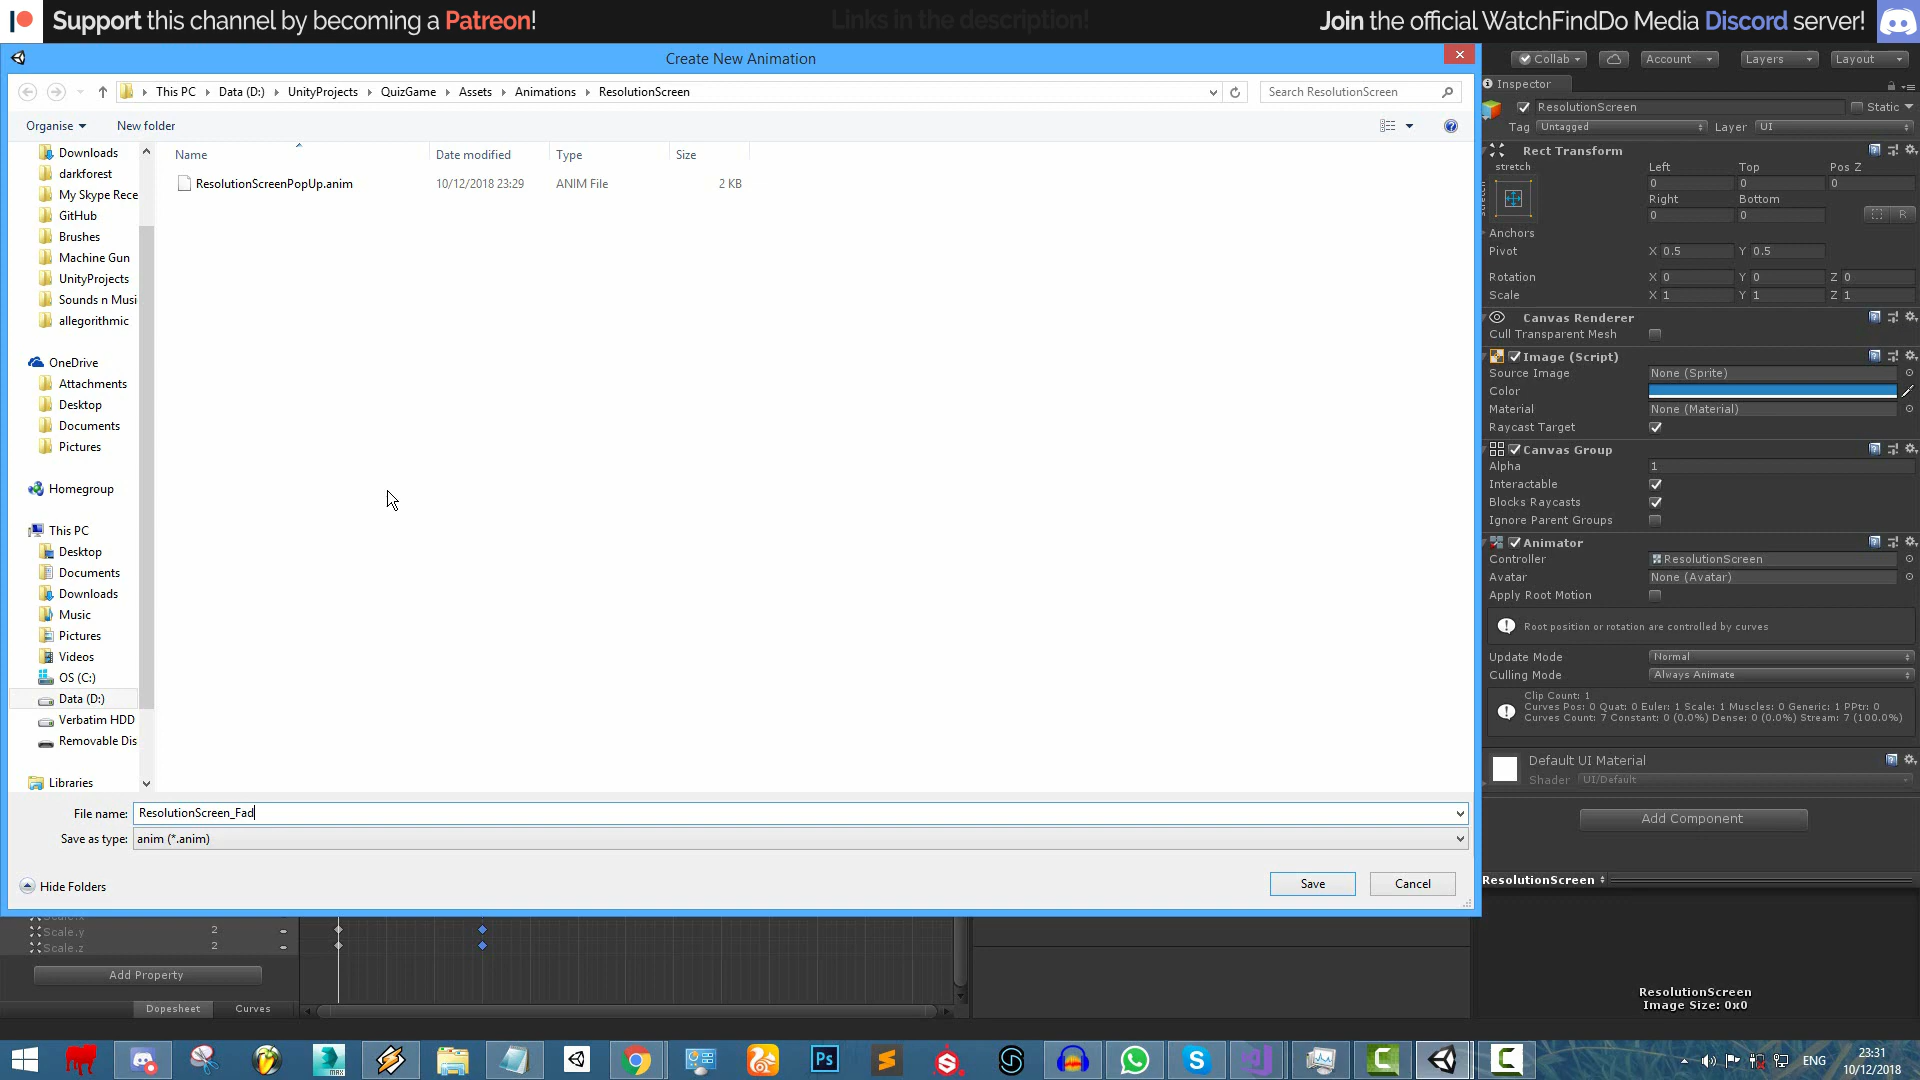 Support this channel by becoming a Patreon!
Links in the description!
Join the official WatchFindDo Media Discord server!
Create New Animation
This PC
Data (D:)
UnityProjects
QuizGame
Assets
Animations
ResolutionScreen
Search ResolutionScreen
Organise
New folder
Name
Date modified
Type
Size
ResolutionScreenPopUp.anim
10/12/2018 23:29
ANIM File
2 KB
Downloads
darkforest
My Skype Rece
GitHub
Brushes
Machine Gun
UnityProjects
Sounds n Musi
allegorithmic
OneDrive
Attachments
Desktop
Documents
Pictures
Homegroup
This PC
Desktop
Documents
Downloads
Music
Pictures
Videos
OS (C:)
Data (D:)
Verbatim HDD
Removable Dis
Libraries
File name: ResolutionScreen_Fad
Save as type: anim (*.anim)
Hide Folders
Save
Cancel
Collab
Account
Layers
Layout
Inspector
ResolutionScreen
Static
Tag Untagged
Layer UI
Rect Transform
stretch
stretch
Left Top Pos Z
0 0 0
Right Bottom
0 0
R
Anchors
Pivot X 0.5 Y 0.5
Rotation X 0 Y 0 Z 0
Scale X 1 Y 1 Z 1
Canvas Renderer
Cull Transparent Mesh
Image (Script)
Source Image None (Sprite)
Color
Material None (Material)
Raycast Target
Canvas Group
Alpha 1
Interactable
Blocks Raycasts
Ignore Parent Groups
Animator
Controller ResolutionScreen
Avatar None (Avatar)
Apply Root Motion
Root position or rotation are controlled by curves
Update Mode Normal
Culling Mode Always Animate
Clip Count: 1
Curves Pos: 0 Quat: 0 Euler: 1 Scale: 1 Muscles: 0 Generic: 1 PPtr: 0
Curves Count: 7 Constant: 0 (0.0%) Dense: 0 (0.0%) Stream: 7 (100.0%)
Default UI Material
Shader UI/Default
Add Component
ResolutionScreen
ResolutionScreen
Image Size: 0x0
Scale.y 2
Scale.z 2
Add Property
Dopesheet
Curves
MAX
Ps
ENG
23:31
10/12/2018